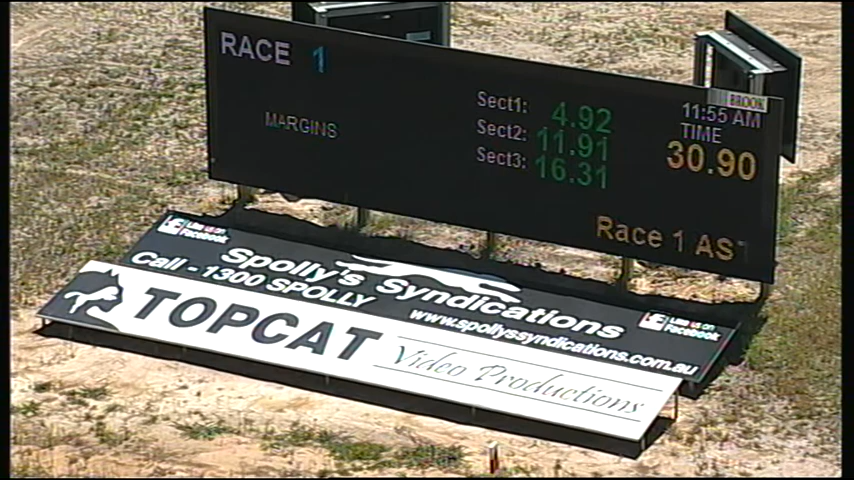 RACE 1
MARGINS
Sect1: 4.92
Sect2: 11.91
Sect3: 16.31
BROOK
11:55 AM
TIME
30.90
Race 1 AST
Like us on
Facebook
Spolly's Syndications
Call - 1300 SPOLLY
www.spollyssyndications.com.au
Like us on
Facebook
TOPCAT Video Productions